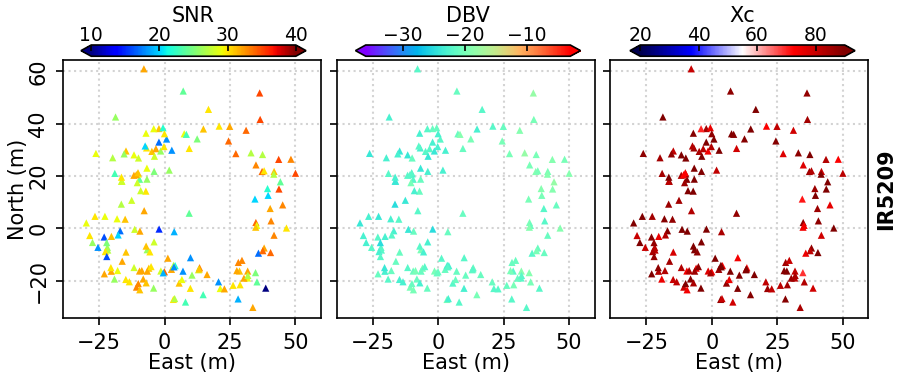 SNR DBV Xc
10 20 30 40 −30 −20 −10 20 40 60 80
60
40
20
0
−20
North (m)
IR5209
−25 0 25 50 −25 0 25 50 −25 0 25 50
East (m) East (m) East (m)